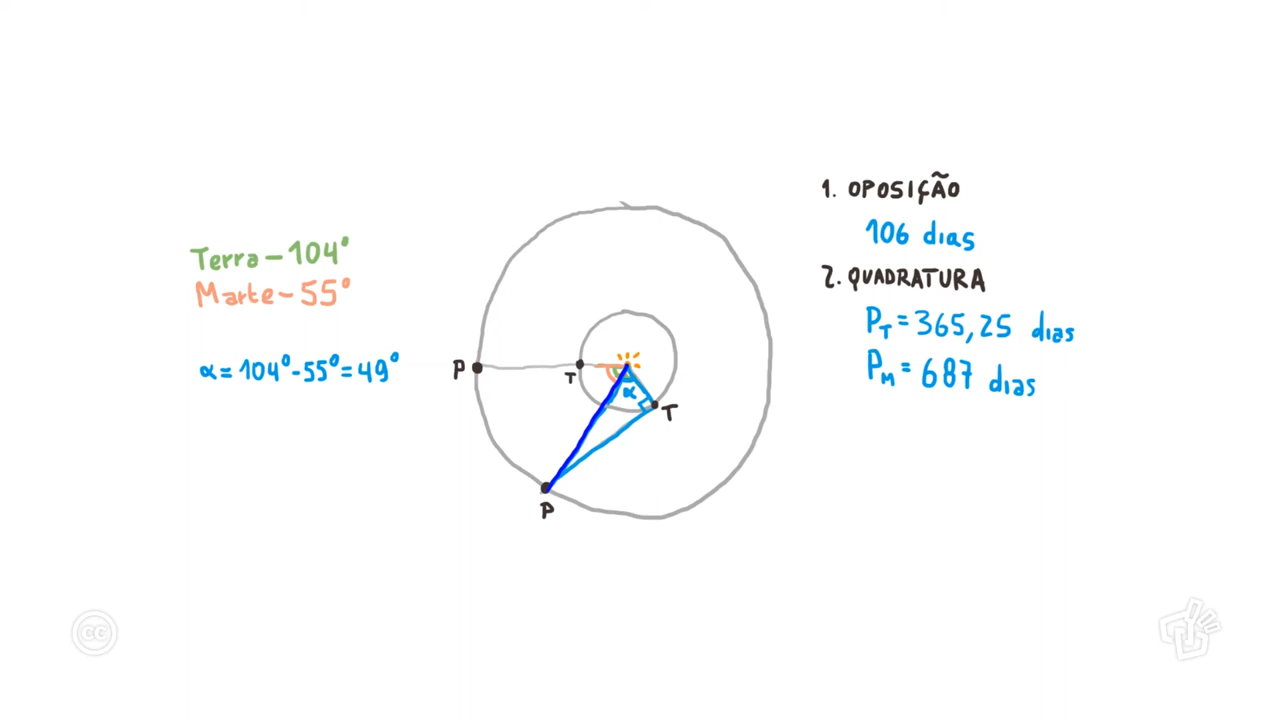 Terra - 104°
Marte - 55°
α = 104° - 55° = 49°
P
T
α
T
P
1. OPOSIÇÃO
106 dias
2. QUADRATURA
P_T = 365,25 dias
P_M = 687 dias
CC